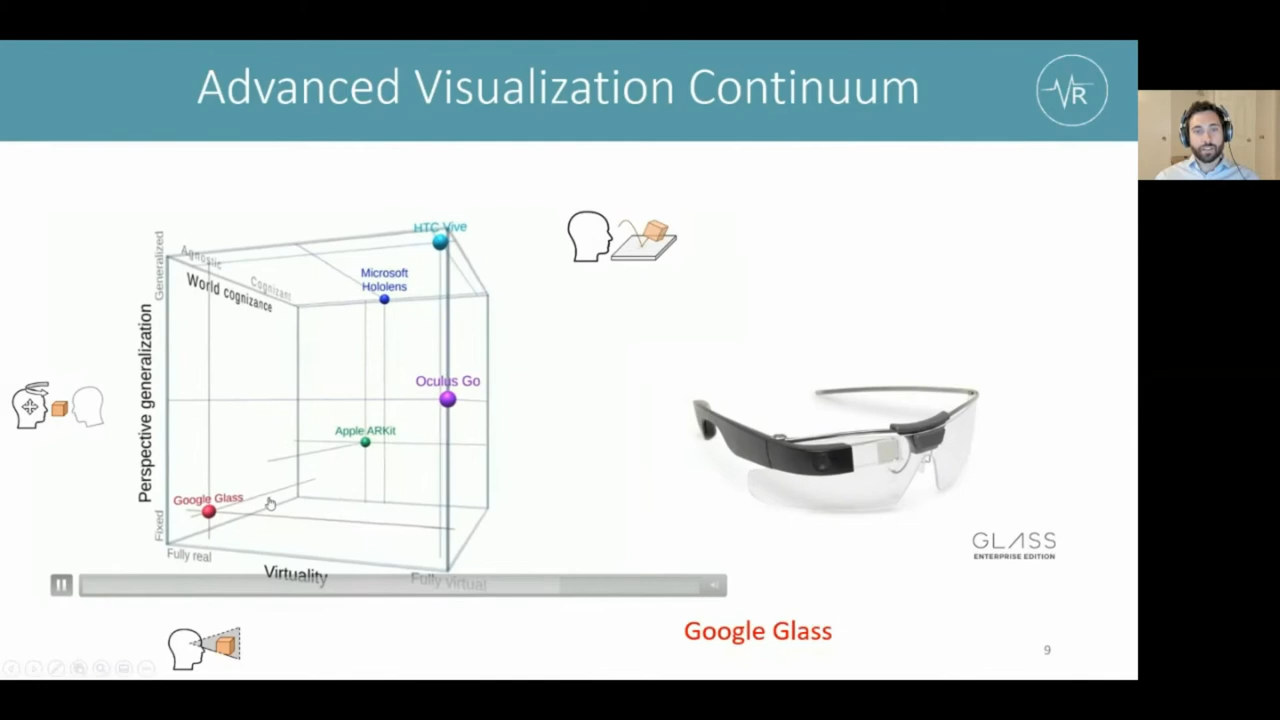 Advanced Visualization Continuum
R
HTC Vive
Generalized
Agnostic
Cognizant
World cognizance
Microsoft
Hololens
Perspective generalization
Oculus Go
Apple ARKit
Google Glass
Fixed
Fully real
Virtuality
Fully virtual
GLASS
ENTERPRISE EDITION
Google Glass
9